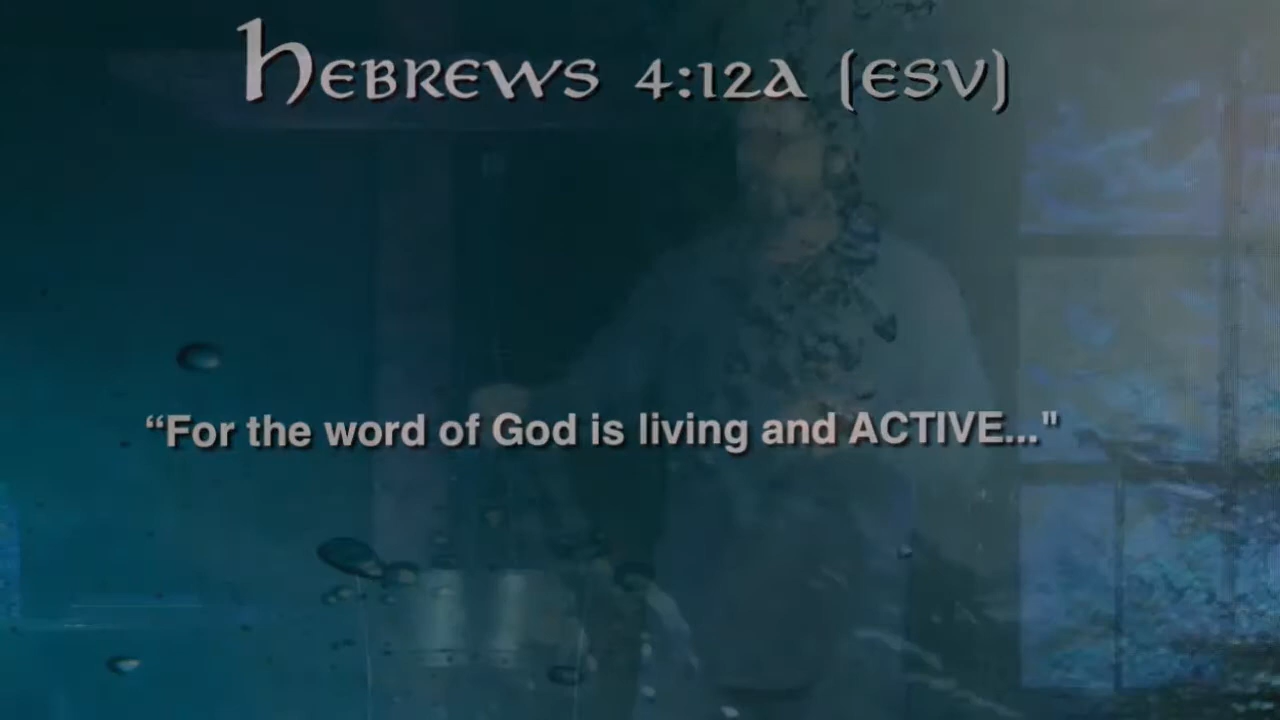 Hebrews 4:12a (ESV)
“For the word of God is living and ACTIVE..."